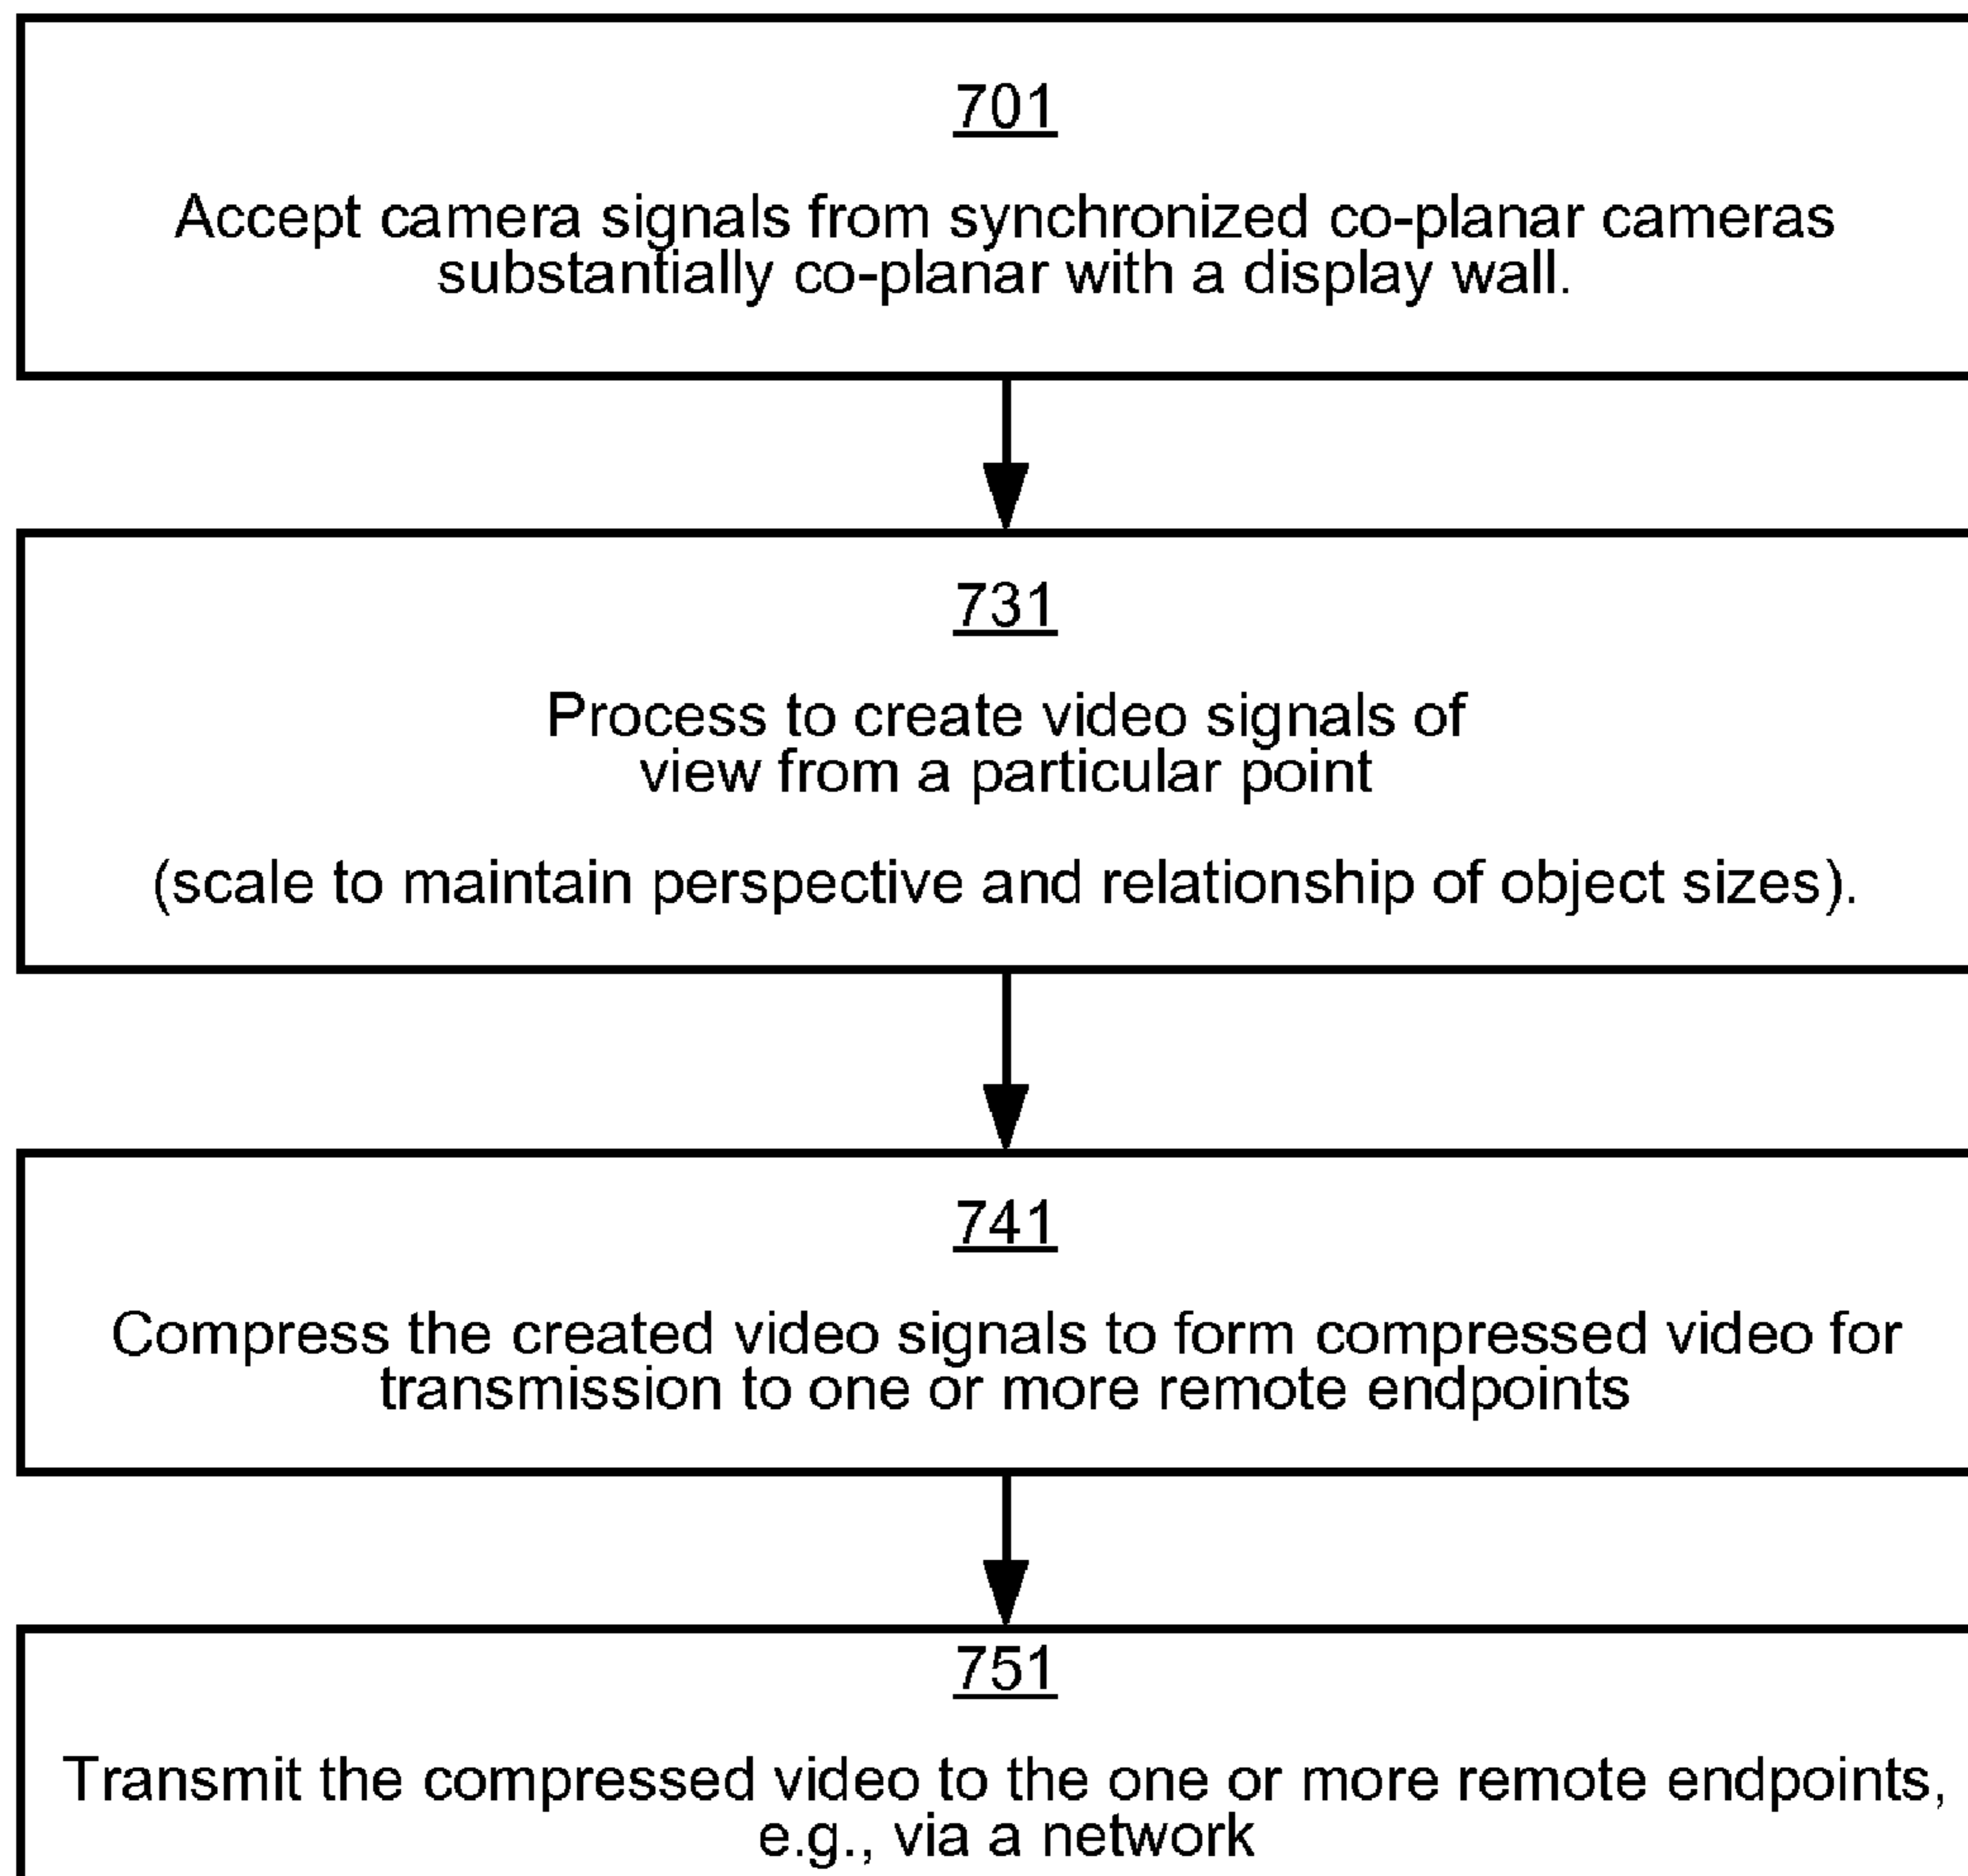 701
Accept camera signals from synchronized co-planar cameras
substantially co-planar with a display wall.
731
Process to create video signals of
view from a particular point
(scale to maintain perspective and relationship of object sizes).
741
Compress the created video signals to form compressed video for
transmission to one or more remote endpoints
751
Transmit the compressed video to the one or more remote endpoints,
e.g., via a network